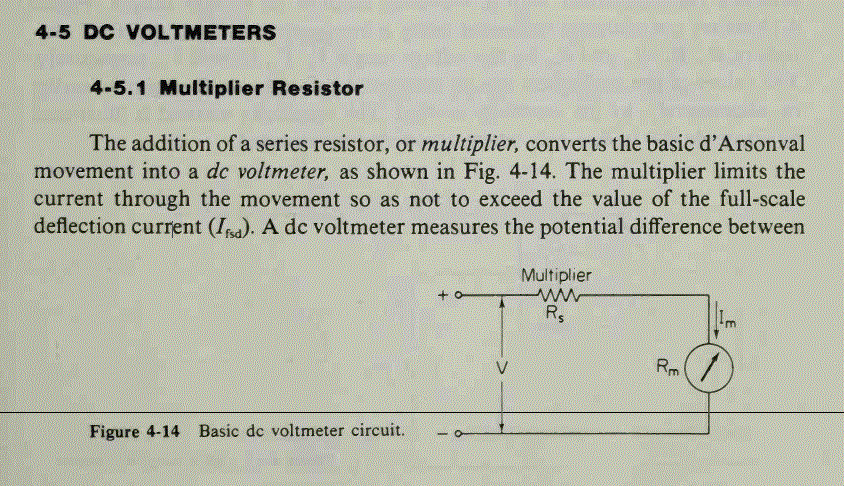 4-5 DC VOLTMETERS
4-5.1 Multiplier Resistor
The addition of a series resistor, or multiplier, converts the basic d'Arsonval
movement into a dc voltmeter, as shown in Fig. 4-14. The multiplier limits the
current through the movement so as not to exceed the value of the full-scale
deflection current (Ifsd). A dc voltmeter measures the potential difference between
Multiplier
+
Rs
Im
V
Rm
Figure 4-14 Basic dc voltmeter circuit.
−